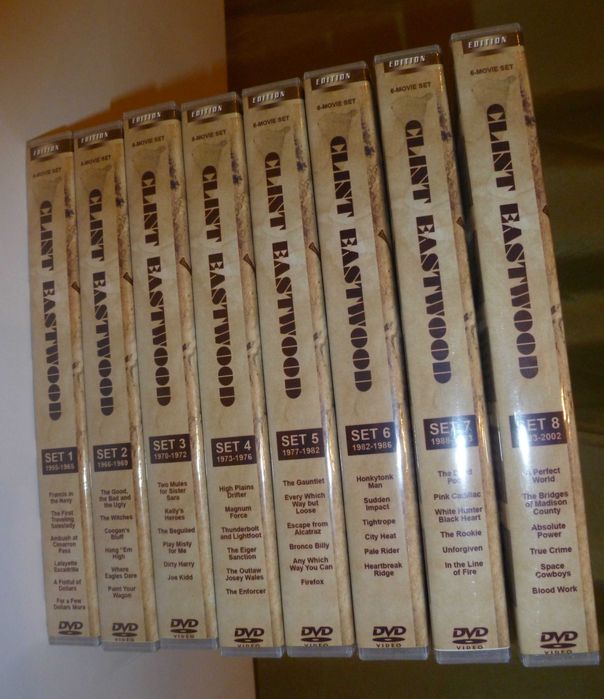 EDITION
6-MOVIE SET
CLINT EASTWOOD
SET 1
1955-1965
Francis in
the Navy
The First
Traveling
Saleslady
Ambush at
Cimarron
Pass
Lafayette
Escadrille
A Fistful of
Dollars
For a Few
Dollars More
DVD
VIDEO
EDITION
6-MOVIE SET
CLINT EASTWOOD
SET 2
1966-1969
The Good,
the Bad and
the Ugly
The Witches
Coogan's
Bluff
Hang "Em
High
Where
Eagles Dare
Paint Your
Wagon
DVD
VIDEO
EDITION
6-MOVIE SET
CLINT EASTWOOD
SET 3
1970-1972
Two Mules
for Sister
Sara
Kelly's
Heroes
The Beguiled
Play Misty
for Me
Dirty Harry
Joe Kidd
DVD
VIDEO
EDITION
6-MOVIE SET
CLINT EASTWOOD
SET 4
1973-1976
High Plains
Drifter
Magnum
Force
Thunderbolt
and Lightfoot
The Eiger
Sanction
The Outlaw
Josey Wales
The Enforcer
DVD
VIDEO
EDITION
6-MOVIE SET
CLINT EASTWOOD
SET 5
1977-1982
The Gauntlet
Every Which
Way but
Loose
Escape from
Alcatraz
Bronco Billy
Any Which
Way You Can
Firefox
DVD
VIDEO
EDITION
6-MOVIE SET
CLINT EASTWOOD
SET 6
1982-1986
Honkytonk
Man
Sudden
Impact
Tightrope
City Heat
Pale Rider
Heartbreak
Ridge
DVD
VIDEO
EDITION
6-MOVIE SET
CLINT EASTWOOD
SET 7
The Dead
Pool
Pink Cadillac
White Hunter
Black Heart
The Rookie
Unforgiven
In the Line
of Fire
DVD
VIDEO
EDITION
6-MOVIE SET
CLINT EASTWOOD
SET 8
A Perfect
World
The Bridges
of Madison
County
Absolute
Power
True Crime
Space
Cowboys
Blood Work
DVD
VIDEO